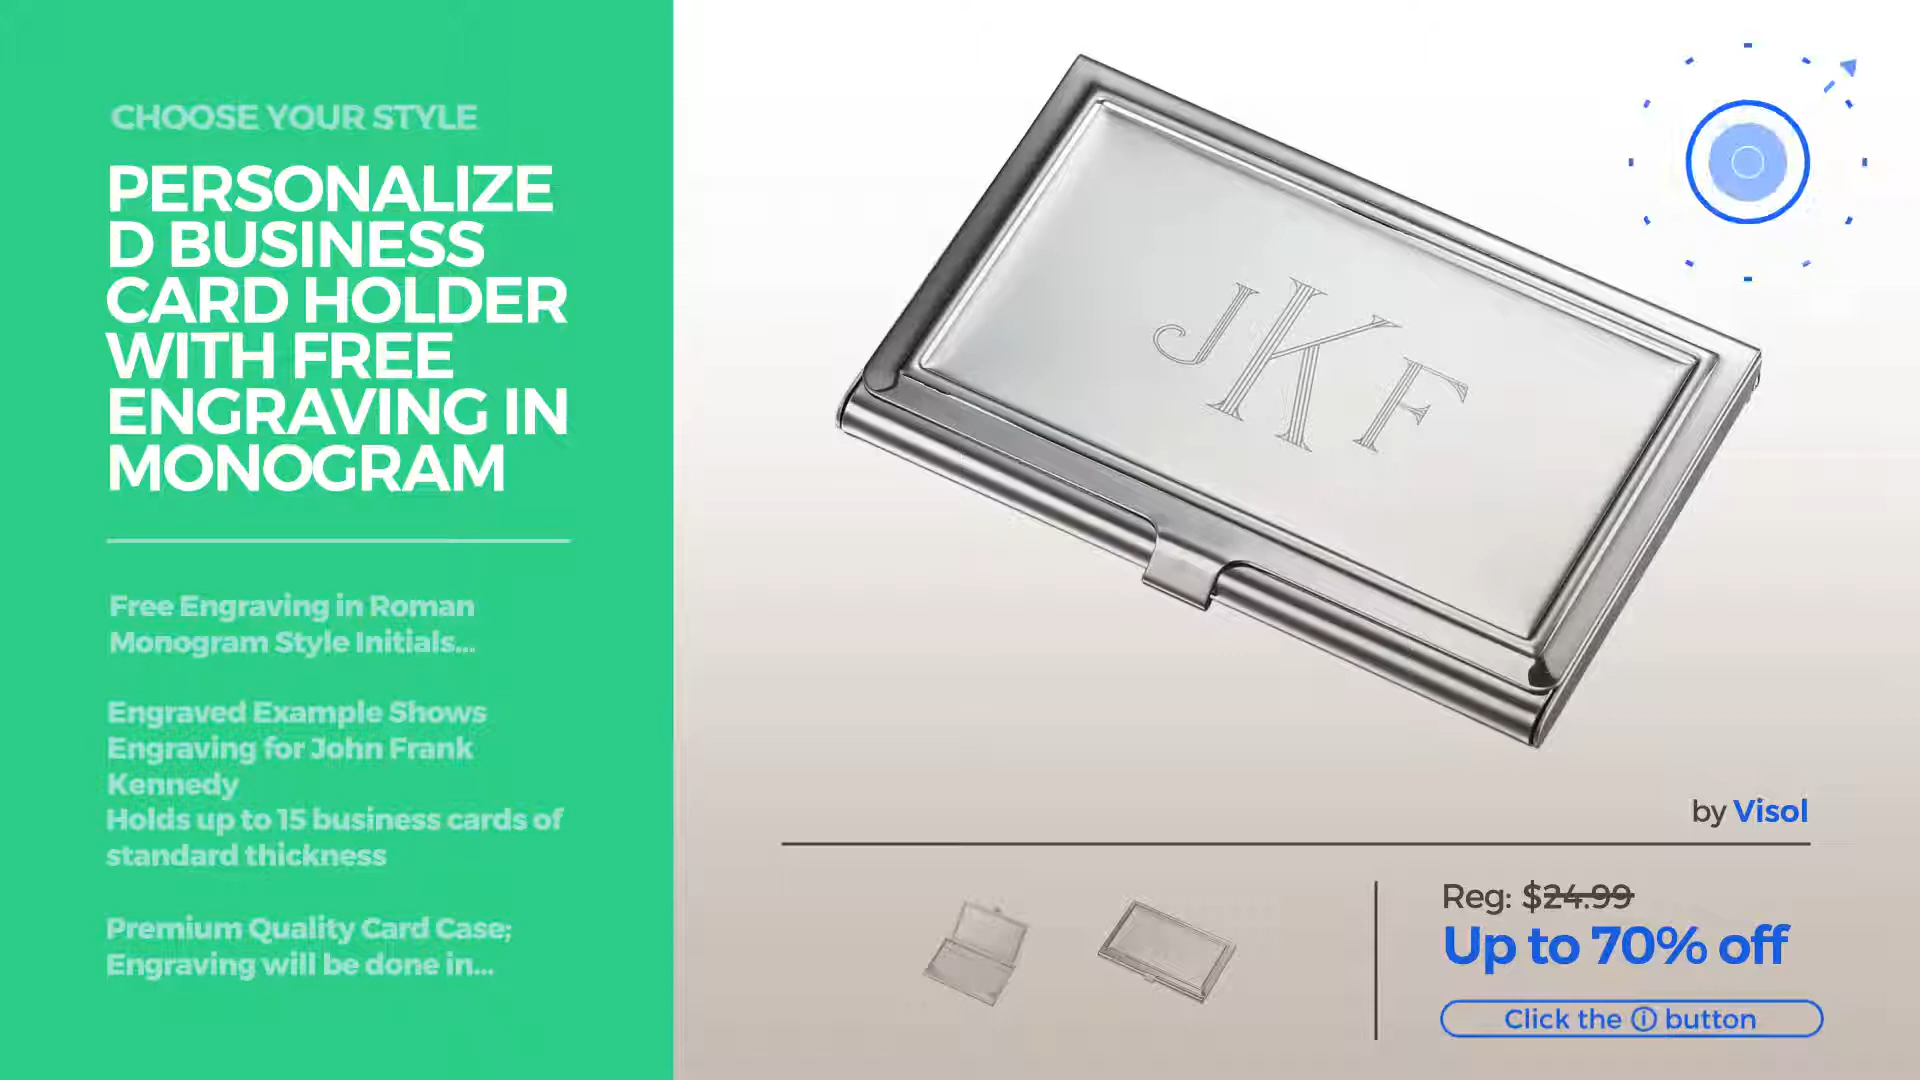 CHOOSE YOUR STYLE
PERSONALIZE
D BUSINESS
CARD HOLDER
WITH FREE
ENGRAVING IN
MONOGRAM
Free Engraving in Roman
Monogram Style Initials...
Engraved Example Shows
Engraving for John Frank
Kennedy
Holds up to 15 business cards of
standard thickness
Premium Quality Card Case;
Engraving will be done in...
JKF
by Visol
Reg: $24.99
Up to 70% off
Click the ⓘ button